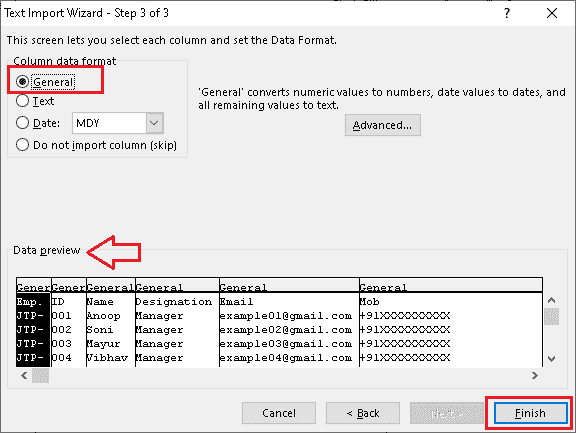 Text Import Wizard - Step 3 of 3
This screen lets you select each column and set the Data Format.
Column data format
General
Text
Date: MDY
Do not import column (skip)
'General' converts numeric values to numbers, date values to dates, and
all remaining values to text.
Advanced...
Data preview
Gener Gener General General General General
Emp. ID Name Designation Email Mob
JTP- 001 Anoop Manager example01@gmail.com +91XXXXXXXXXX
JTP- 002 Soni Manager example02@gmail.com +91XXXXXXXXXX
JTP- 003 Mayur Manager example03@gmail.com +91XXXXXXXXXX
JTP- 004 Vibhav Manager example04@gmail.com +91XXXXXXXXXX
Cancel < Back Next > Finish